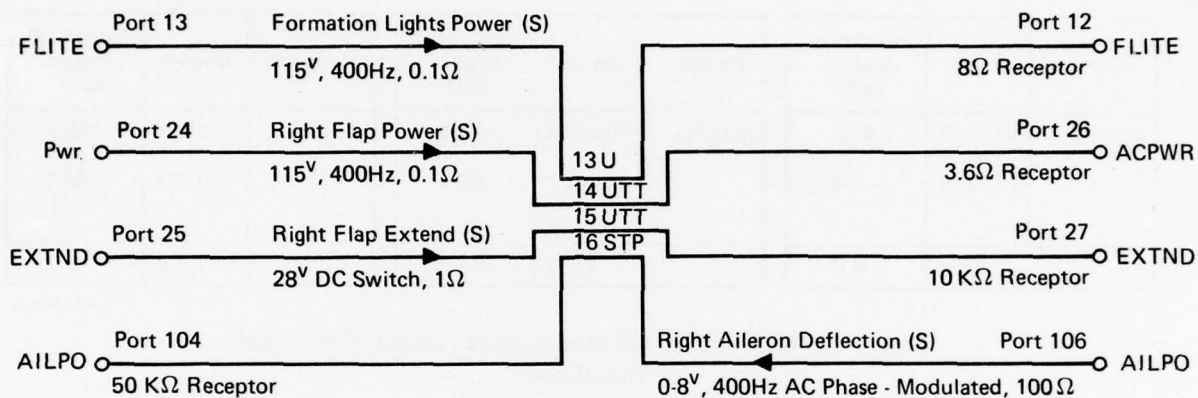 Port 13 Formation Lights Power (S) Port 12
FLITE FLITE
115V, 400Hz, 0.1Ω 8Ω Receptor
Port 24 Right Flap Power (S) Port 26
Pwr. 13 U ACPWR
115V, 400Hz, 0.1Ω 14 UTT 3.6Ω Receptor
15 UTT
Port 25 Right Flap Extend (S) 16 STP Port 27
EXTND EXTND
28V DC Switch, 1Ω 10 KΩ Receptor
Port 104 Right Aileron Deflection (S) Port 106
AILPO AILPO
50 KΩ Receptor 0-8V, 400Hz AC Phase - Modulated, 100Ω